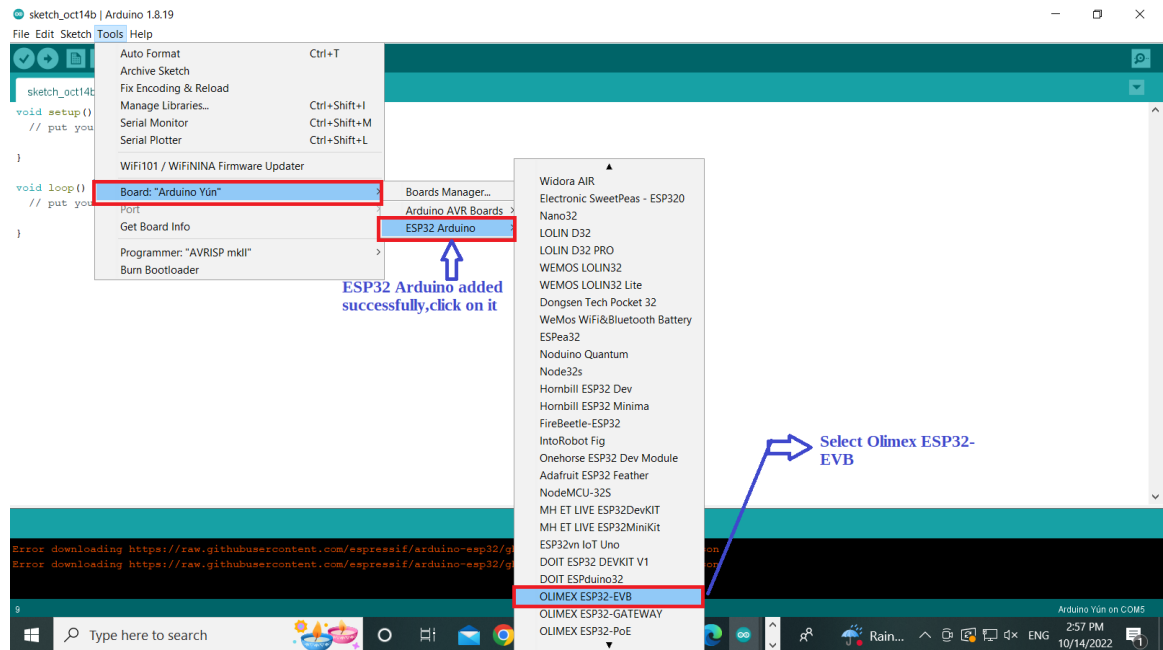 sketch_oct14b | Arduino 1.8.19
File Edit Sketch Tools Help
sketch_oct14b
void setup()
// put you
}
void loop()
// put you
}
Auto Format Ctrl+T
Archive Sketch
Fix Encoding & Reload
Manage Libraries... Ctrl+Shift+I
Serial Monitor Ctrl+Shift+M
Serial Plotter Ctrl+Shift+L
WiFi101 / WiFiNINA Firmware Updater
Board: "Arduino Yún"
Port
Get Board Info
Programmer: "AVRISP mkII"
Burn Bootloader
Boards Manager...
Arduino AVR Boards
ESP32 Arduino
ESP32 Arduino added
successfully,click on it
Widora AIR
Electronic SweetPeas - ESP320
Nano32
LOLIN D32
LOLIN D32 PRO
WEMOS LOLIN32
WEMOS LOLIN32 Lite
Dongsen Tech Pocket 32
WeMos WiFi&Bluetooth Battery
ESPea32
Noduino Quantum
Node32s
Hornbill ESP32 Dev
Hornbill ESP32 Minima
FireBeetle-ESP32
IntoRobot Fig
Onehorse ESP32 Dev Module
Adafruit ESP32 Feather
NodeMCU-32S
MH ET LIVE ESP32DevKIT
MH ET LIVE ESP32MiniKit
ESP32vn IoT Uno
DOIT ESP32 DEVKIT V1
DOIT ESPduino32
OLIMEX ESP32-EVB
OLIMEX ESP32-GATEWAY
OLIMEX ESP32-PoE
Select Olimex ESP32-
EVB
Error downloading https://raw.githubusercontent.com/espressif/arduino-esp32/g on
Error downloading https://raw.githubusercontent.com/espressif/arduino-esp32/g on
9 Arduino Yún on COM5
Type here to search Rain... ENG 2:57 PM
10/14/2022 1